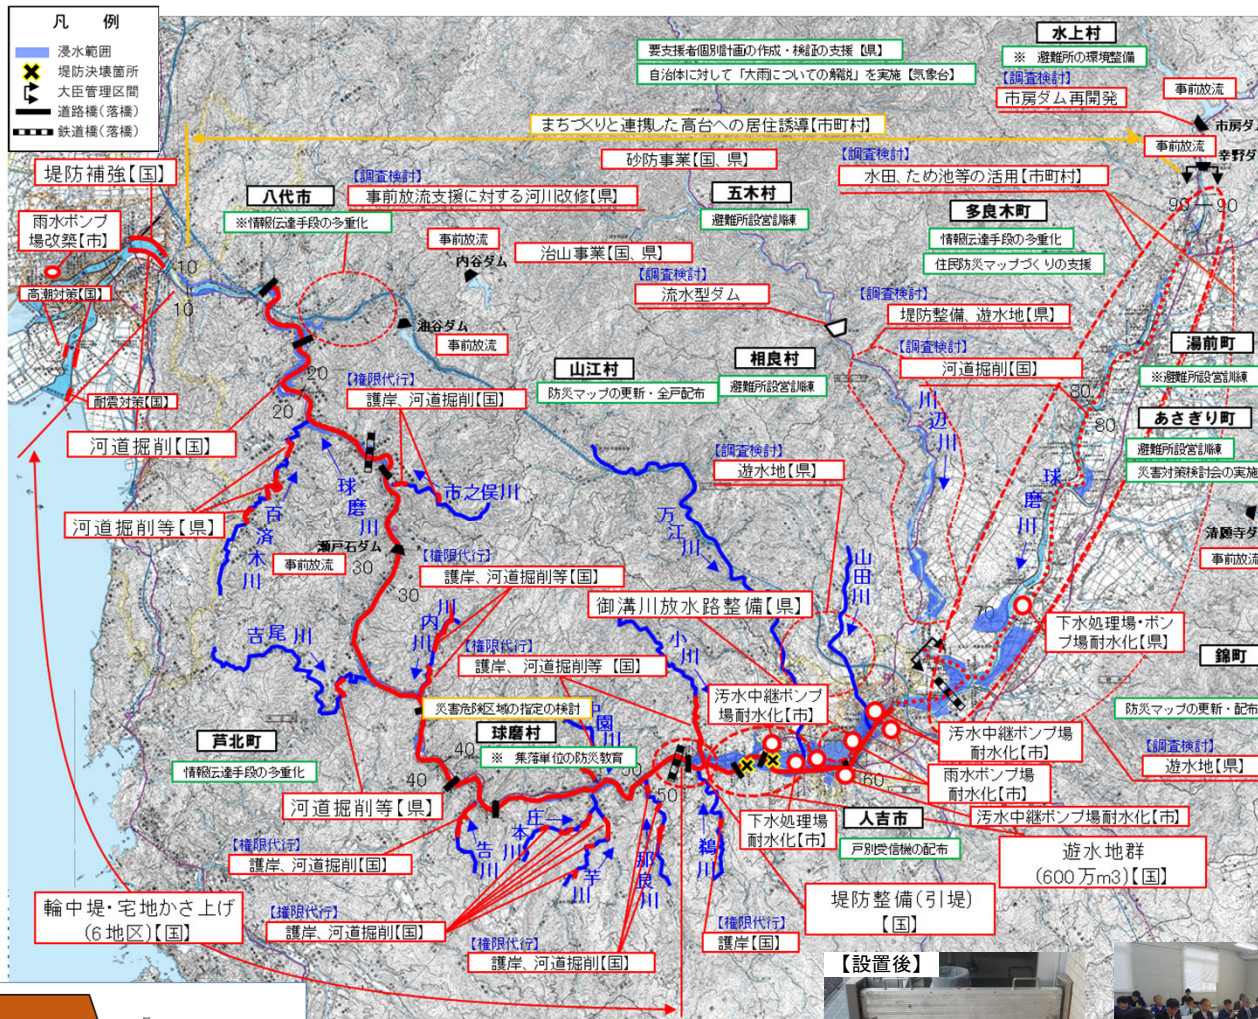 凡 例
浸水範囲
堤防決壊箇所
大臣管理区間
道路橋(落橋)
鉄道橋(落橋)
要支援者個別計画の作成・検証の支援【県】
自治体に対して「大雨についての解説」を実施【気象台】
水上村
※ 避難所の環境整備
【調査検討】
市房ダム再開発
事前放流
市房ダ
まちづくりと連携した高台への居住誘導【市町村】
事前放流
幸野ダ
堤防補強【国】
雨水ポンプ
場改築【市】
高潮対策【国】
耐震対策【国】
八代市
※情報伝達手段の多重化
【調査検討】
事前放流支援に対する河川改修【県】
砂防事業【国、県】
治山事業【国、県】
五木村
避難所設営訓練
【調査検討】
水田、ため池等の活用【市町村】
多良木町
情報伝達手段の多重化
住民防災マップづくりの支援
90
90
10
10
事前放流
内谷ダム
油谷ダム
事前放流
【調査検討】
流水型ダム
【調査検討】
堤防整備、遊水地【県】
【調査検討】
河道掘削【国】
湯前町
※避難所設営訓練
山江村
防災マップの更新・全戸配布
相良村
避難所設営訓練
あさぎり町
避難所設営訓練
災害対策検討会の実施
20
20
80
80
【権限代行】
護岸、河道掘削【国】
河道掘削【国】
河道掘削等【県】
百済木川
球磨川
市之俣川
瀬戸石ダム
事前放流
30
30
【調査検討】
遊水地【県】
万江川
山田川
川辺川
球磨川
清願寺ダ
事前放流
【権限代行】
護岸、河道掘削等【国】
御溝川放水路整備【県】
70
下水処理場・ポン
プ場耐水化【県】
吉尾川
川内川
【権限代行】
護岸、河道掘削等【国】
小川
錦町
防災マップの更新・配布
災害危険区域の指定の検討
汚水中継ポンプ
場耐水化【市】
汚水中継ポンプ場
耐水化【市】
【調査検討】
遊水地【県】
芦北町
情報伝達手段の多重化
球磨村
※ 集落単位の防災教育
園川
40
40
50
50
60
雨水ポンプ場
耐水化【市】
汚水中継ポンプ場耐水化【市】
河道掘削等【県】
下水処理場
耐水化【市】
人吉市
戸別受信機の配布
遊水地群
(600万m3)【国】
【権限代行】
護岸、河道掘削【国】
告川
庄本川
芋川
那良川
鵜川
堤防整備(引堤)
【国】
輪中堤・宅地かさ上げ
(6地区)【国】
【権限代行】
護岸、河道掘削【国】
【権限代行】
護岸、河道掘削【国】
【権限代行】
護岸【国】
【設置後】